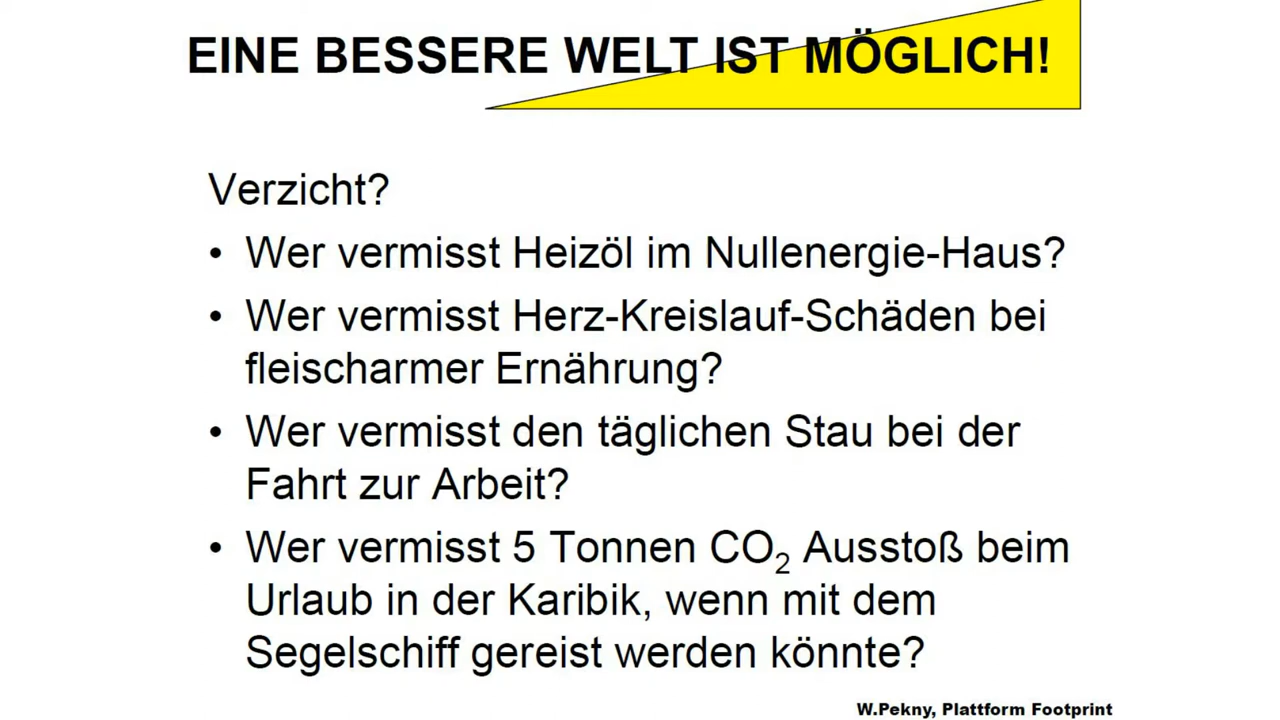 EINE BESSERE WELT IST MÖGLICH!
Verzicht?
• Wer vermisst Heizöl im Nullenergie-Haus?
• Wer vermisst Herz-Kreislauf-Schäden bei
fleischarmer Ernährung?
• Wer vermisst den täglichen Stau bei der
Fahrt zur Arbeit?
• Wer vermisst 5 Tonnen CO₂ Ausstoß beim
Urlaub in der Karibik, wenn mit dem
Segelschiff gereist werden könnte?
W.Pekny, Plattform Footprint